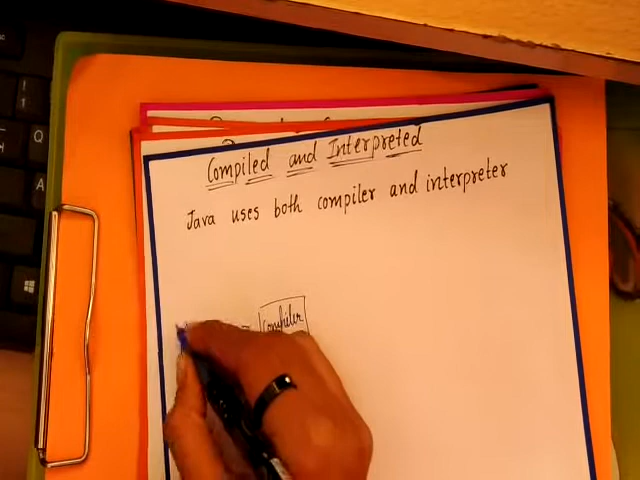 Compiled and Interpreted
Java uses both compiler and interpreter
Compiler